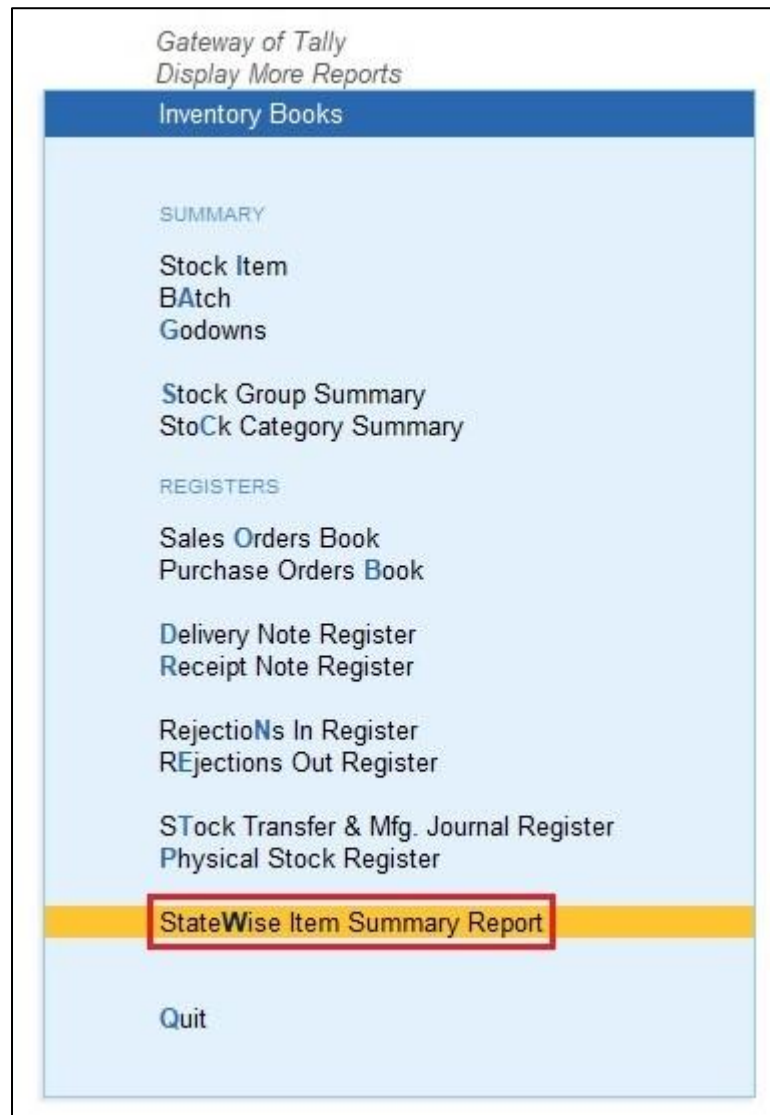 Gateway of Tally
Display More Reports
Inventory Books
SUMMARY
Stock Item
BAtch
Godowns
Stock Group Summary
StoCk Category Summary
REGISTERS
Sales Orders Book
Purchase Orders Book
Delivery Note Register
Receipt Note Register
RejectioNs In Register
REjections Out Register
STock Transfer & Mfg. Journal Register
Physical Stock Register
StateWise Item Summary Report
Quit